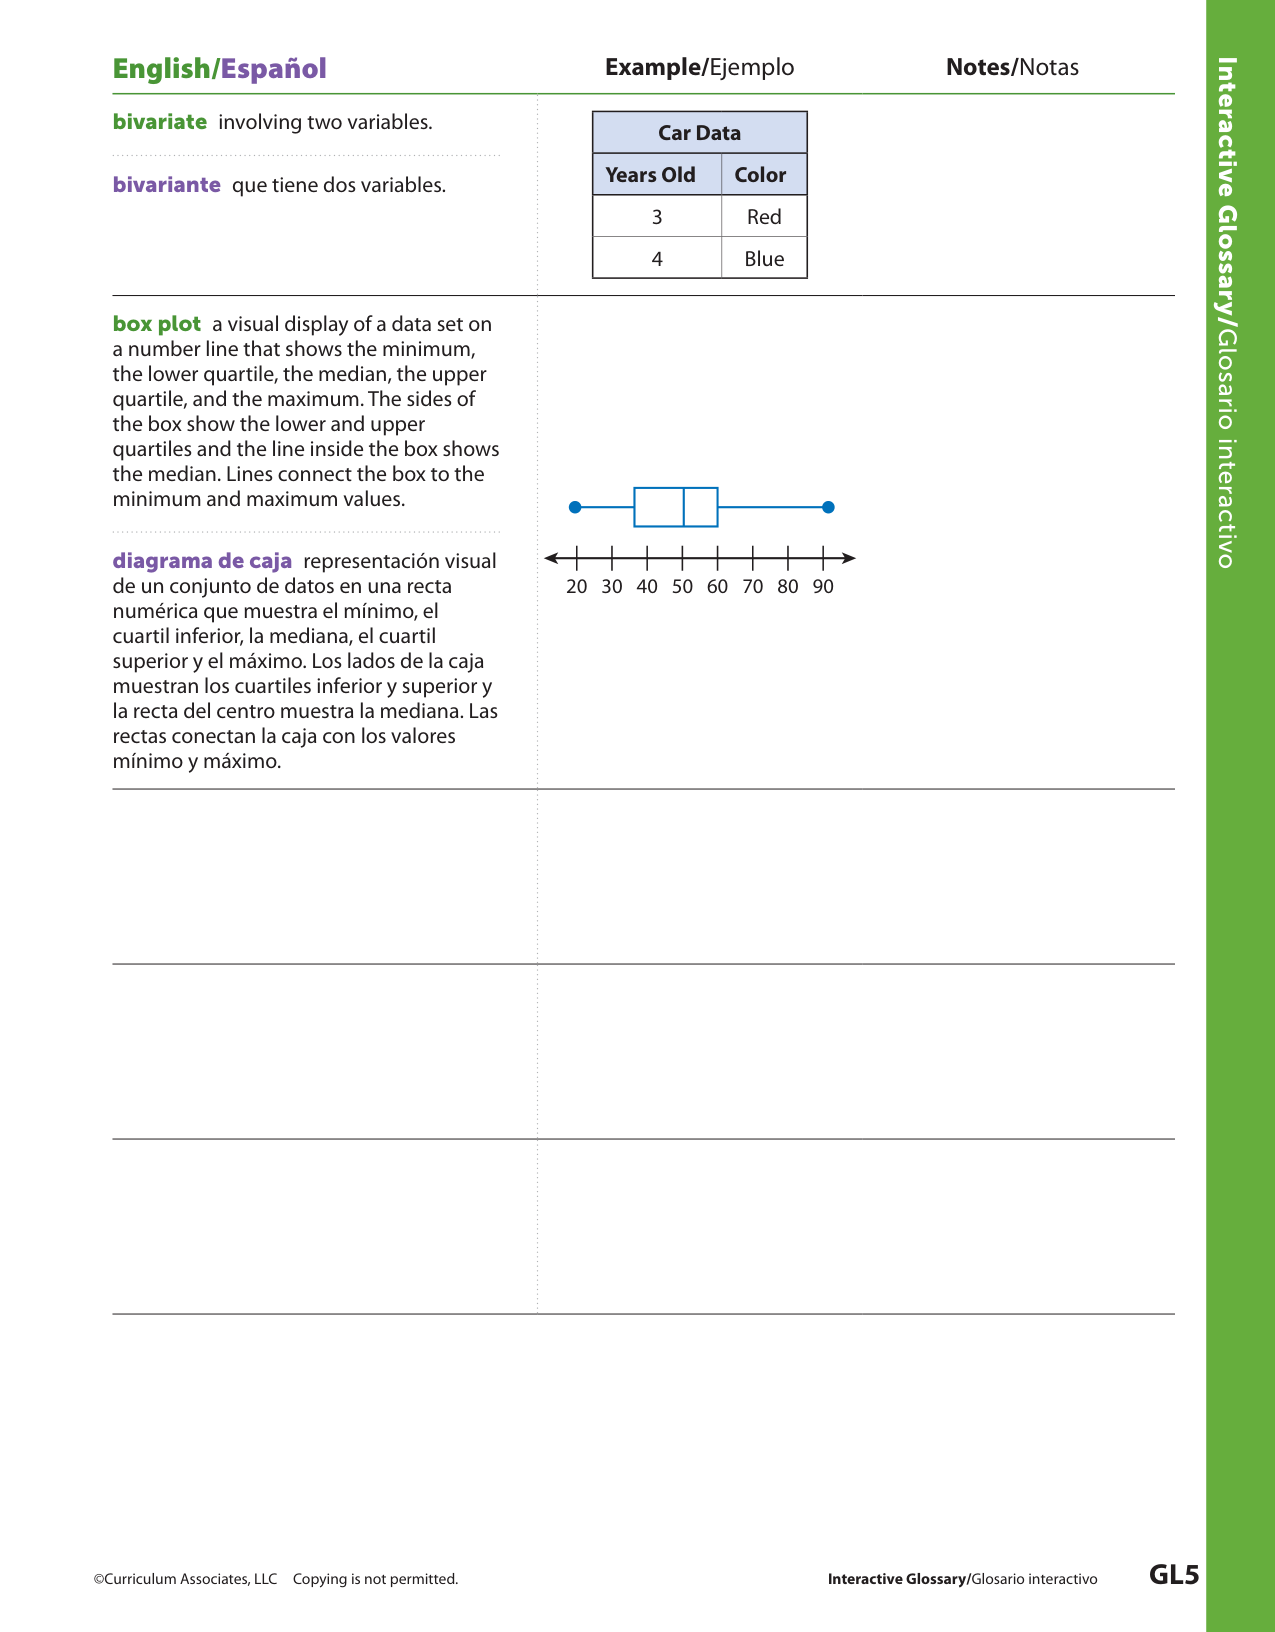 English/Español
Example/Ejemplo
Notes/Notas
bivariate involving two variables.
bivariante que tiene dos variables.
Car Data
Years Old Color
3 Red
4 Blue
box plot a visual display of a data set on
a number line that shows the minimum,
the lower quartile, the median, the upper
quartile, and the maximum. The sides of
the box show the lower and upper
quartiles and the line inside the box shows
the median. Lines connect the box to the
minimum and maximum values.
diagrama de caja representación visual
de un conjunto de datos en una recta
numérica que muestra el mínimo, el
cuartil inferior, la mediana, el cuartil
superior y el máximo. Los lados de la caja
muestran los cuartiles inferior y superior y
la recta del centro muestra la mediana. Las
rectas conectan la caja con los valores
mínimo y máximo.
20 30 40 50 60 70 80 90
Interactive Glossary/Glosario interactivo
©Curriculum Associates, LLC Copying is not permitted.
Interactive Glossary/Glosario interactivo
GL5